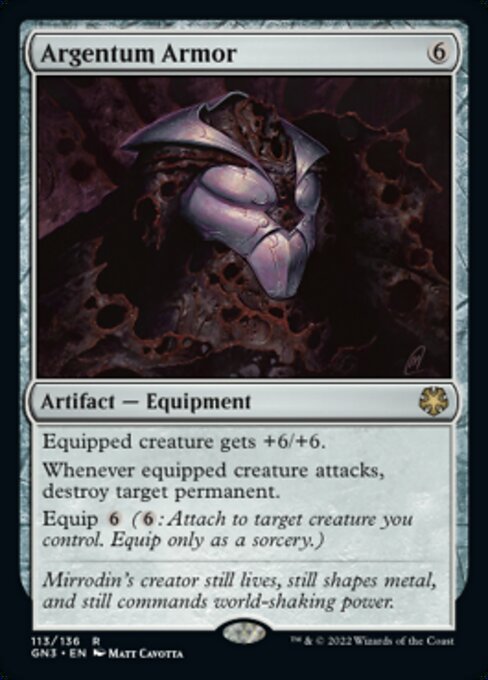 Argentum Armor 6
Artifact — Equipment
Equipped creature gets +6/+6.
Whenever equipped creature attacks,
destroy target permanent.
Equip 6 (6: Attach to target creature you
control. Equip only as a sorcery.)
Mirrodin's creator still lives, still shapes metal,
and still commands world-shaking power.
113/136 R
GN3 • EN Matt Cavotta
™ & © 2022 Wizards of the Coast